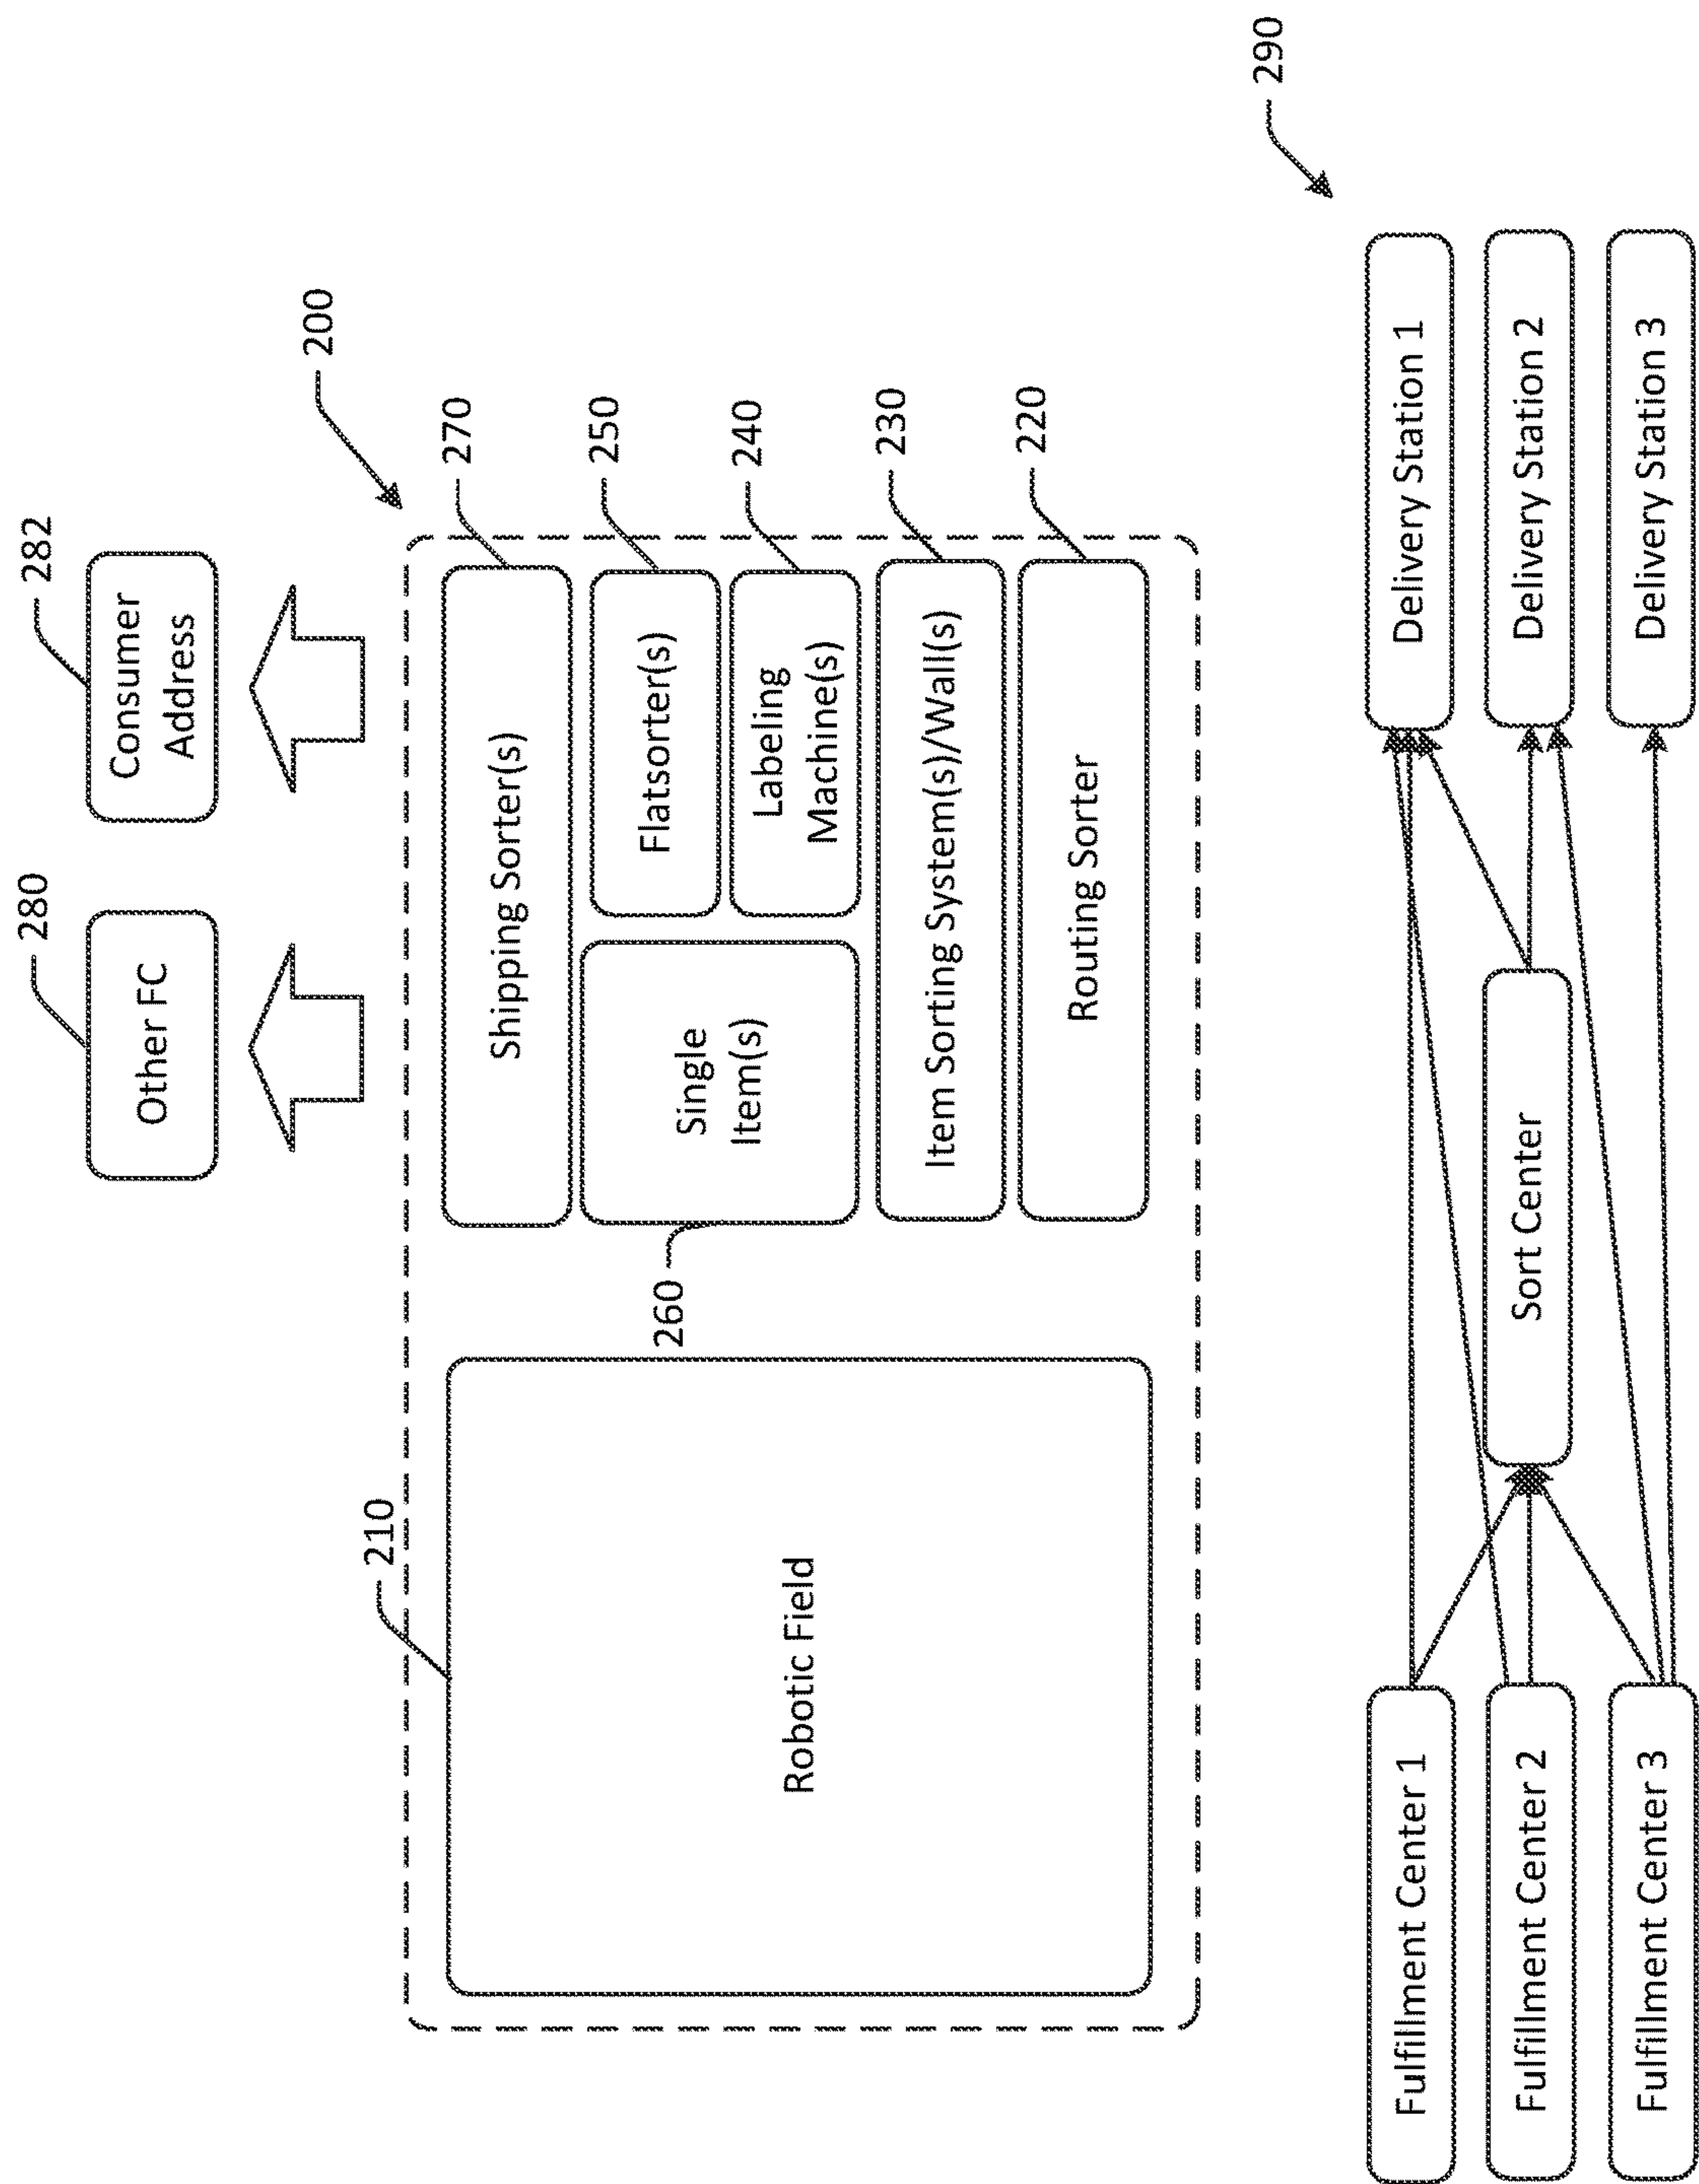 280
Other FC
282
Consumer
Address
200
210
Robotic Field
270
Shipping Sorter(s)
260
Single
Item(s)
250
Flatsorter(s)
240
Labeling
Machine(s)
230
Item Sorting System(s)/Wall(s)
220
Routing Sorter
290
Fulfillment Center 1
Delivery Station 1
Fulfillment Center 2
Sort Center
Delivery Station 2
Fulfillment Center 3
Delivery Station 3